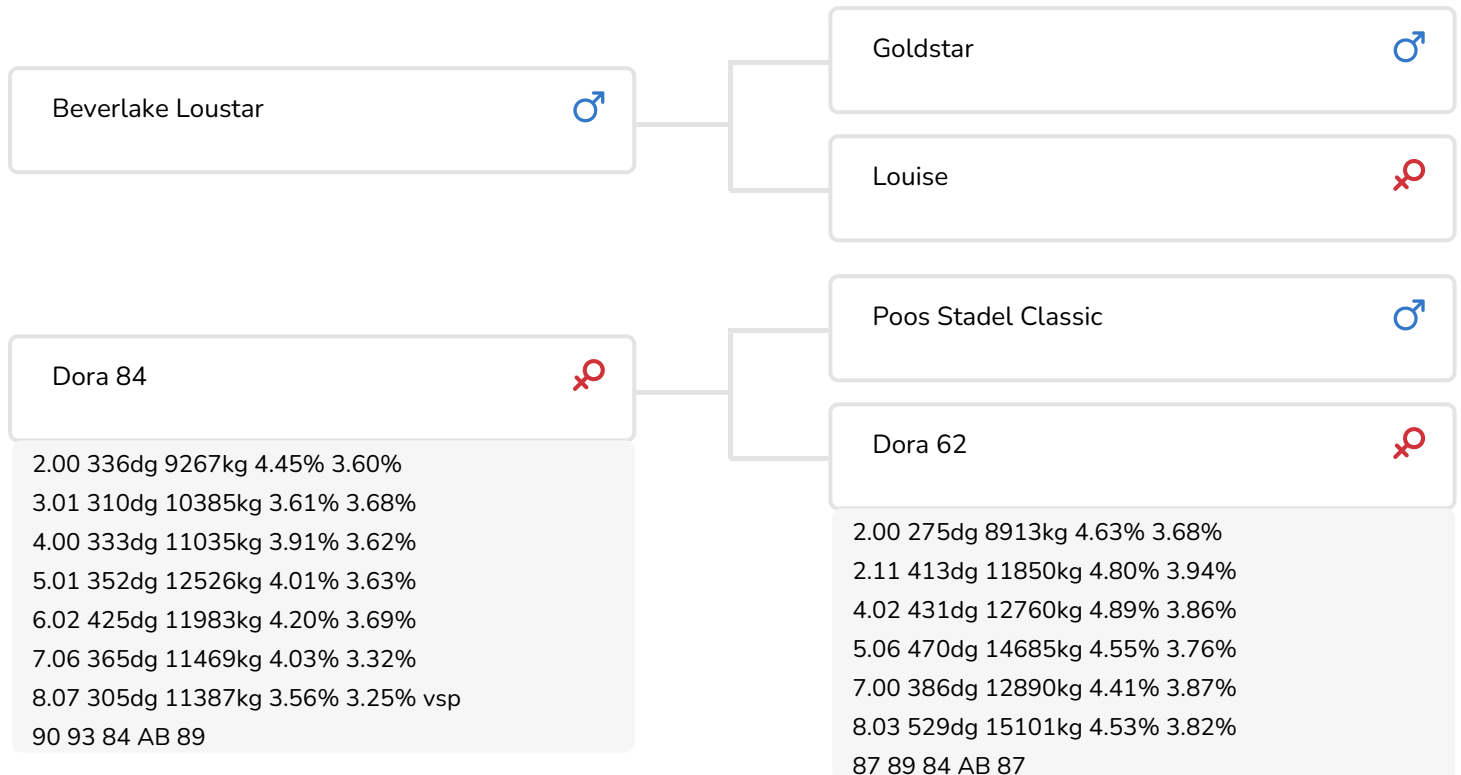 Beverlake Loustar
Dora 84
2.00 336dg 9267kg 4.45% 3.60%
3.01 310dg 10385kg 3.61% 3.68%
4.00 333dg 11035kg 3.91% 3.62%
5.01 352dg 12526kg 4.01% 3.63%
6.02 425dg 11983kg 4.20% 3.69%
7.06 365dg 11469kg 4.03% 3.32%
8.07 305dg 11387kg 3.56% 3.25% vsp
90 93 84 AB 89
Goldstar
Louise
Poos Stadel Classic
Dora 62
2.00 275dg 8913kg 4.63% 3.68%
2.11 413dg 11850kg 4.80% 3.94%
4.02 431dg 12760kg 4.89% 3.86%
5.06 470dg 14685kg 4.55% 3.76%
7.00 386dg 12890kg 4.41% 3.87%
8.03 529dg 15101kg 4.53% 3.82%
87 89 84 AB 87